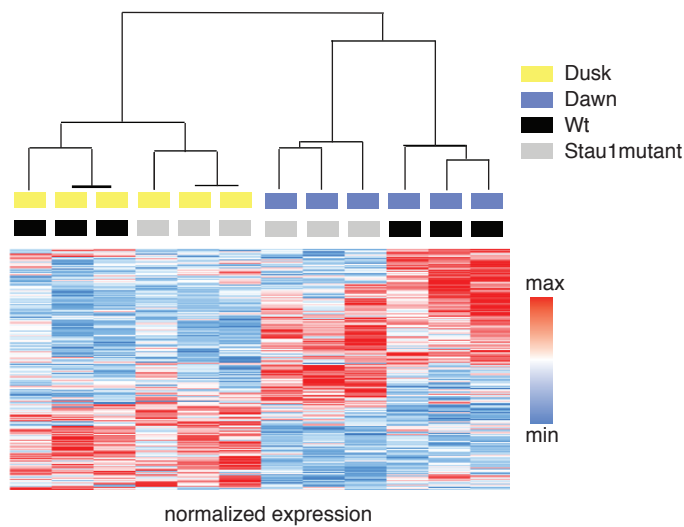 Dusk
Dawn
Wt
Stau1mutant
max
min
normalized expression